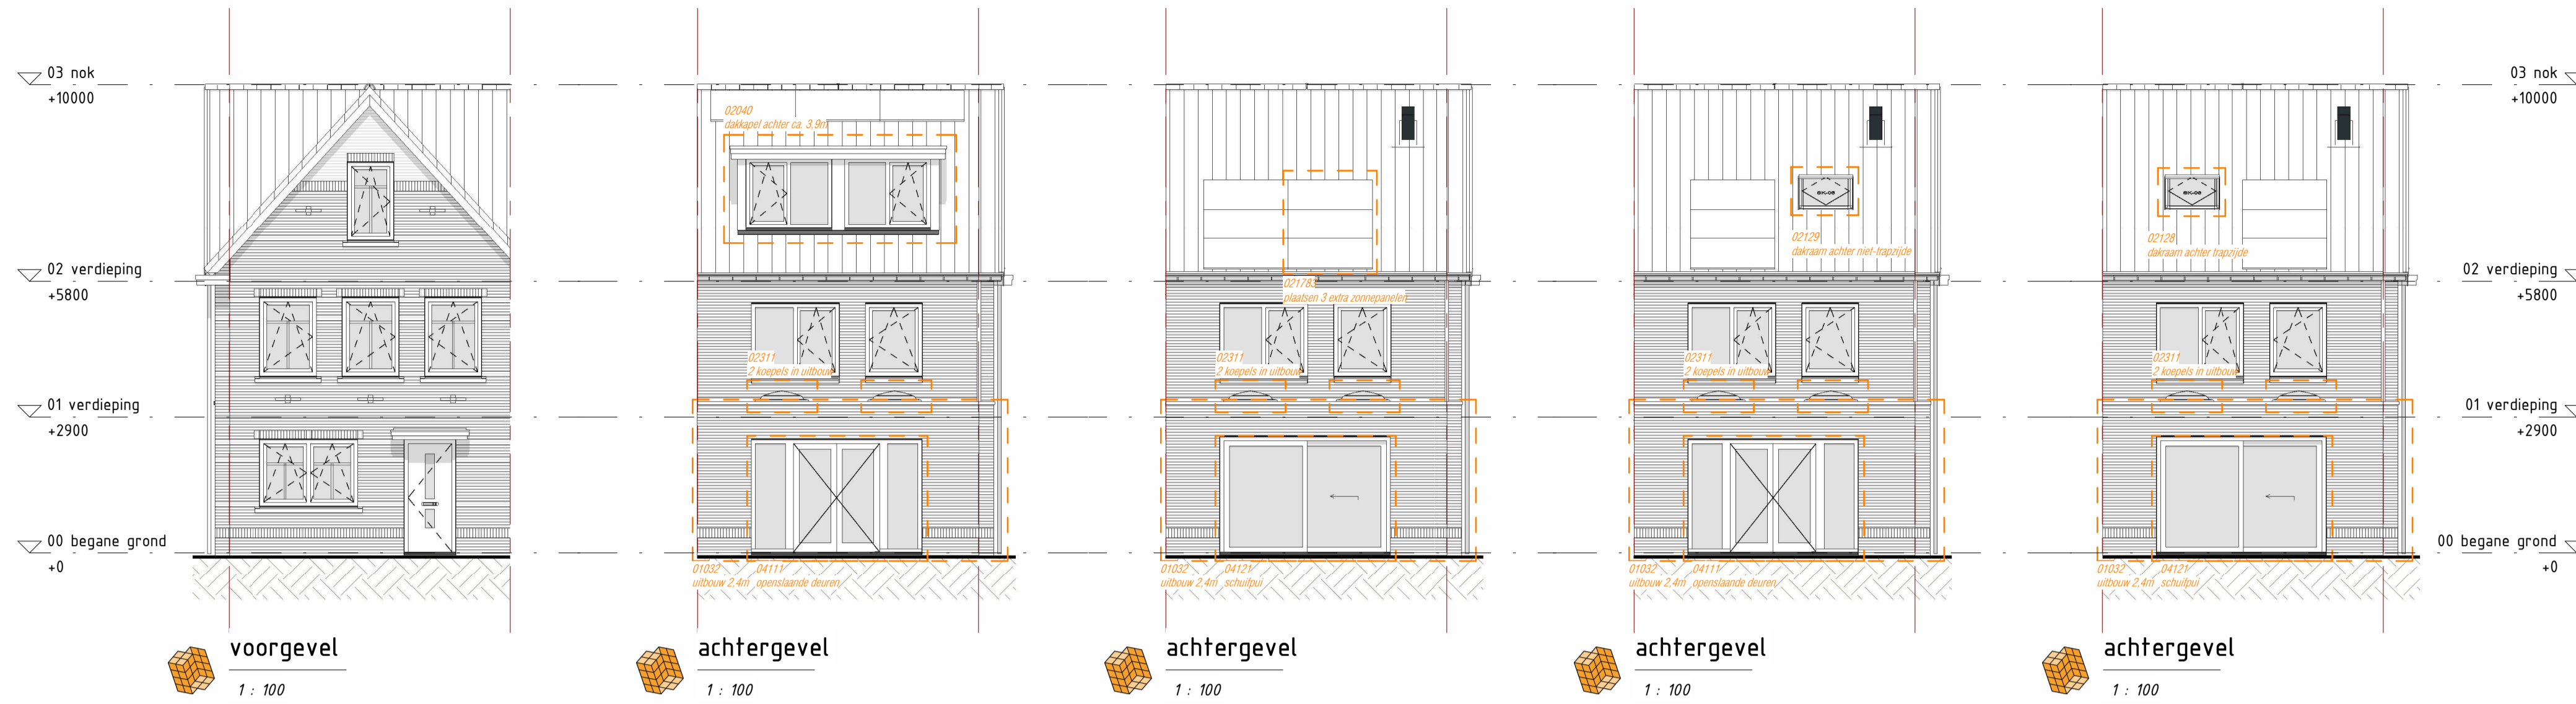 03 nok
+10000
02 verdieping
+5800
01 verdieping
+2900
00 begane grond
+0
voorgevel
1 : 100
02040
dakkapel achter ca. 3,9m
02311
2 koepels in uitbouw
01032
uitbouw 2,4m
04111
openslaande deuren
achtergevel
1 : 100
021783
plaatsen 3 extra zonnepanelen
02311
2 koepels in uitbouw
01032
uitbouw 2,4m
04121
schuifpui
achtergevel
1 : 100
02129
dakraam achter niet-trapzijde
02311
2 koepels in uitbouw
01032
uitbouw 2,4m
04111
openslaande deuren
achtergevel
1 : 100
02128
dakraam achter trapzijde
02311
2 koepels in uitbouw
01032
uitbouw 2,4m
04121
schuifpui
achtergevel
1 : 100
03 nok
+10000
02 verdieping
+5800
01 verdieping
+2900
00 begane grond
+0